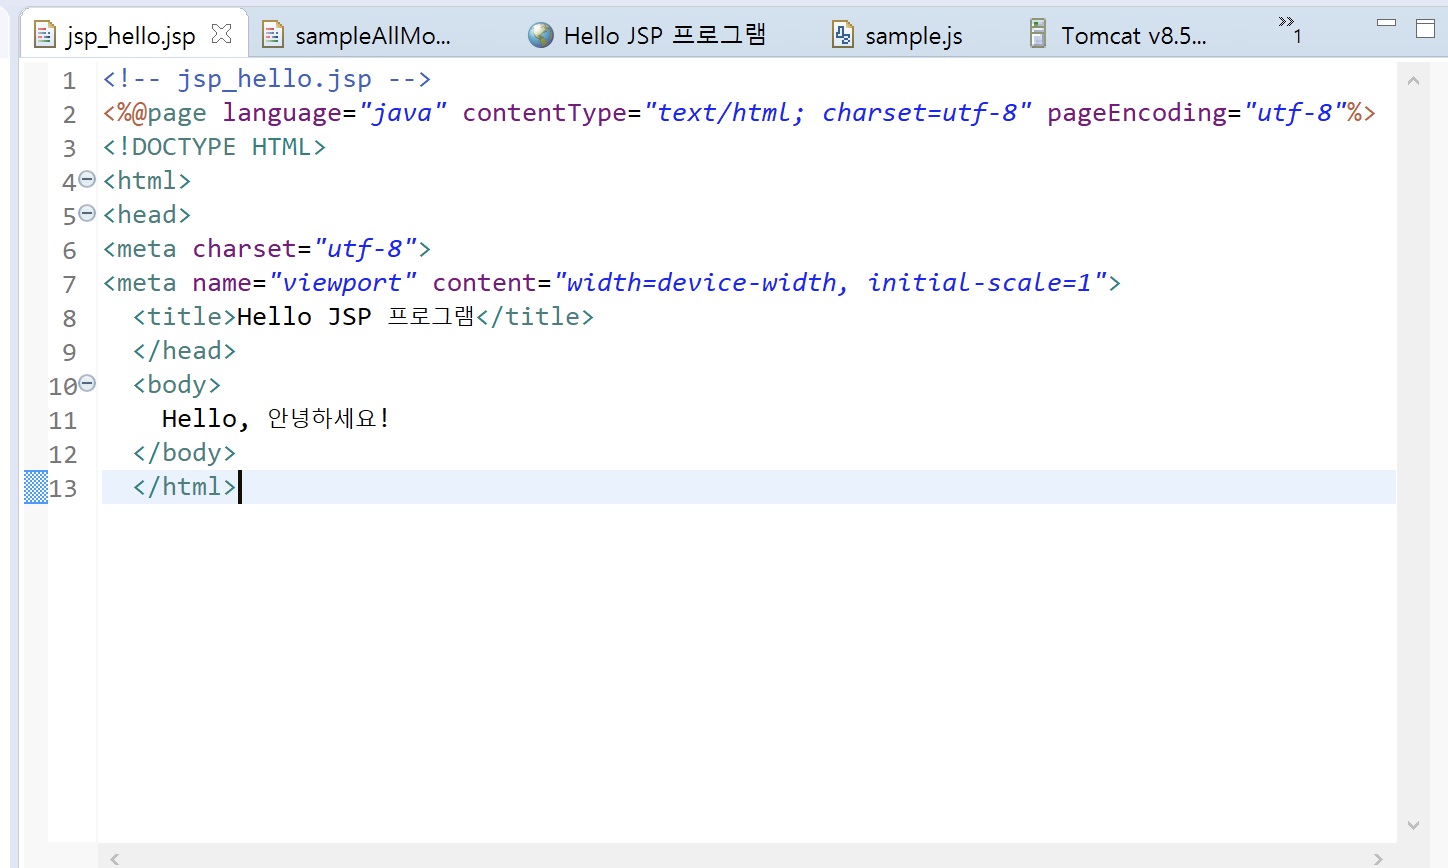 jsp_hello.jsp sampleAllMo... Hello JSP 프로그램 sample.js Tomcat v8.5... »1
1 <!-- jsp_hello.jsp -->
2 <%@page language="java" contentType="text/html; charset=utf-8" pageEncoding="utf-8"%>
3 <!DOCTYPE HTML>
4 <html>
5 <head>
6 <meta charset="utf-8">
7 <meta name="viewport" content="width=device-width, initial-scale=1">
8 <title>Hello JSP 프로그램</title>
9 </head>
10 <body>
11 Hello, 안녕하세요!
12 </body>
13 </html>